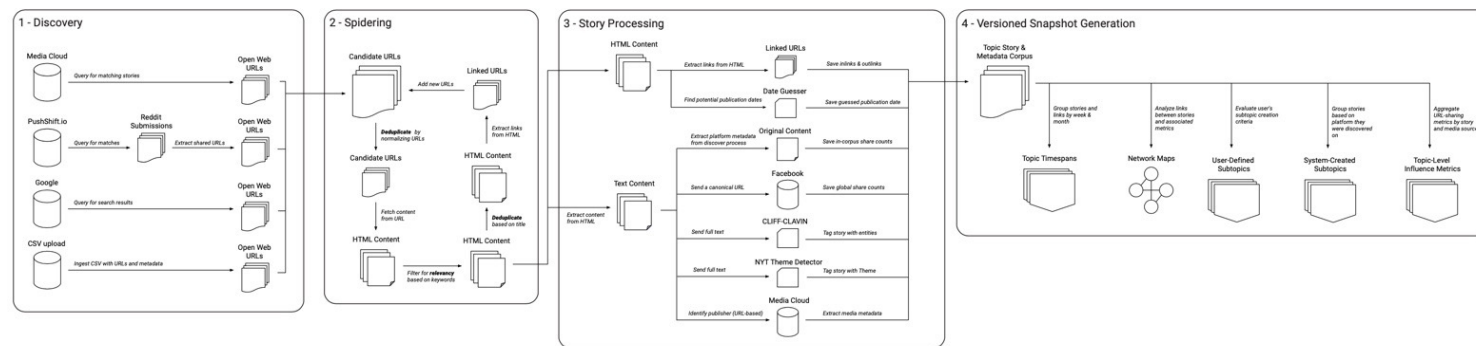 1 - Discovery
Media Cloud
Query for matching stories
Open Web
URLs
PushShift.io
Query for matches
Reddit
Submissions
Extract shared URLs
Open Web
URLs
Google
Query for search results
Open Web
URLs
CSV upload
Ingest CSV with URLs and metadata
Open Web
URLs
2 - Spidering
Candidate URLs
Add new URLs
Linked URLs
Deduplicate by
normalizing URLs
Extract links
from HTML
Candidate URLs
HTML Content
Fetch content
from URL
Deduplicate
based on title
HTML Content
Filter for relevancy
based on keywords
HTML Content
3 - Story Processing
HTML Content
Extract links from HTML
Linked URLs
Save inlinks & outlinks
Find potential publication dates
Date Guesser
Save guessed publication date
Extract content
from HTML
Text Content
Extract platform metadata
from discover process
Original Content
Save in-corpus share counts
Send a canonical URL
Facebook
Save global share counts
Send full text
CLIFF-CLAVIN
Tag story with entities
Send full text
NYT Theme Detector
Tag story with Theme
Identify publisher (URL-based)
Media Cloud
Extract media metadata
4 - Versioned Snapshot Generation
Topic Story &
Metadata Corpus
Group stories and
links by week &
month
Topic Timespans
Analyze links
between stories
and associated
metrics
Network Maps
Evaluate user's
subtopic creation
criteria
User-Defined
Subtopics
Group stories
based on
platform they
were discovered
on
System-Created
Subtopics
Aggregate
URL-sharing
metrics by story
and media source
Topic-Level
Influence Metrics